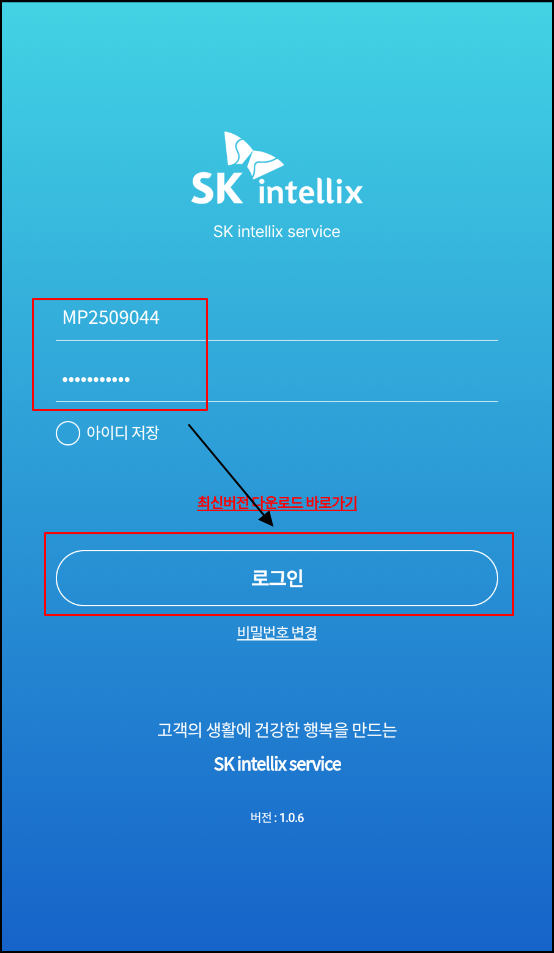 SK intellix
SK intellix service
MP2509044
•••••••••••
아이디 저장
최신버전 다운로드 바로가기
로그인
비밀번호 변경
고객의 생활에 건강한 행복을 만드는
SK intellix service
버전 : 1.0.6